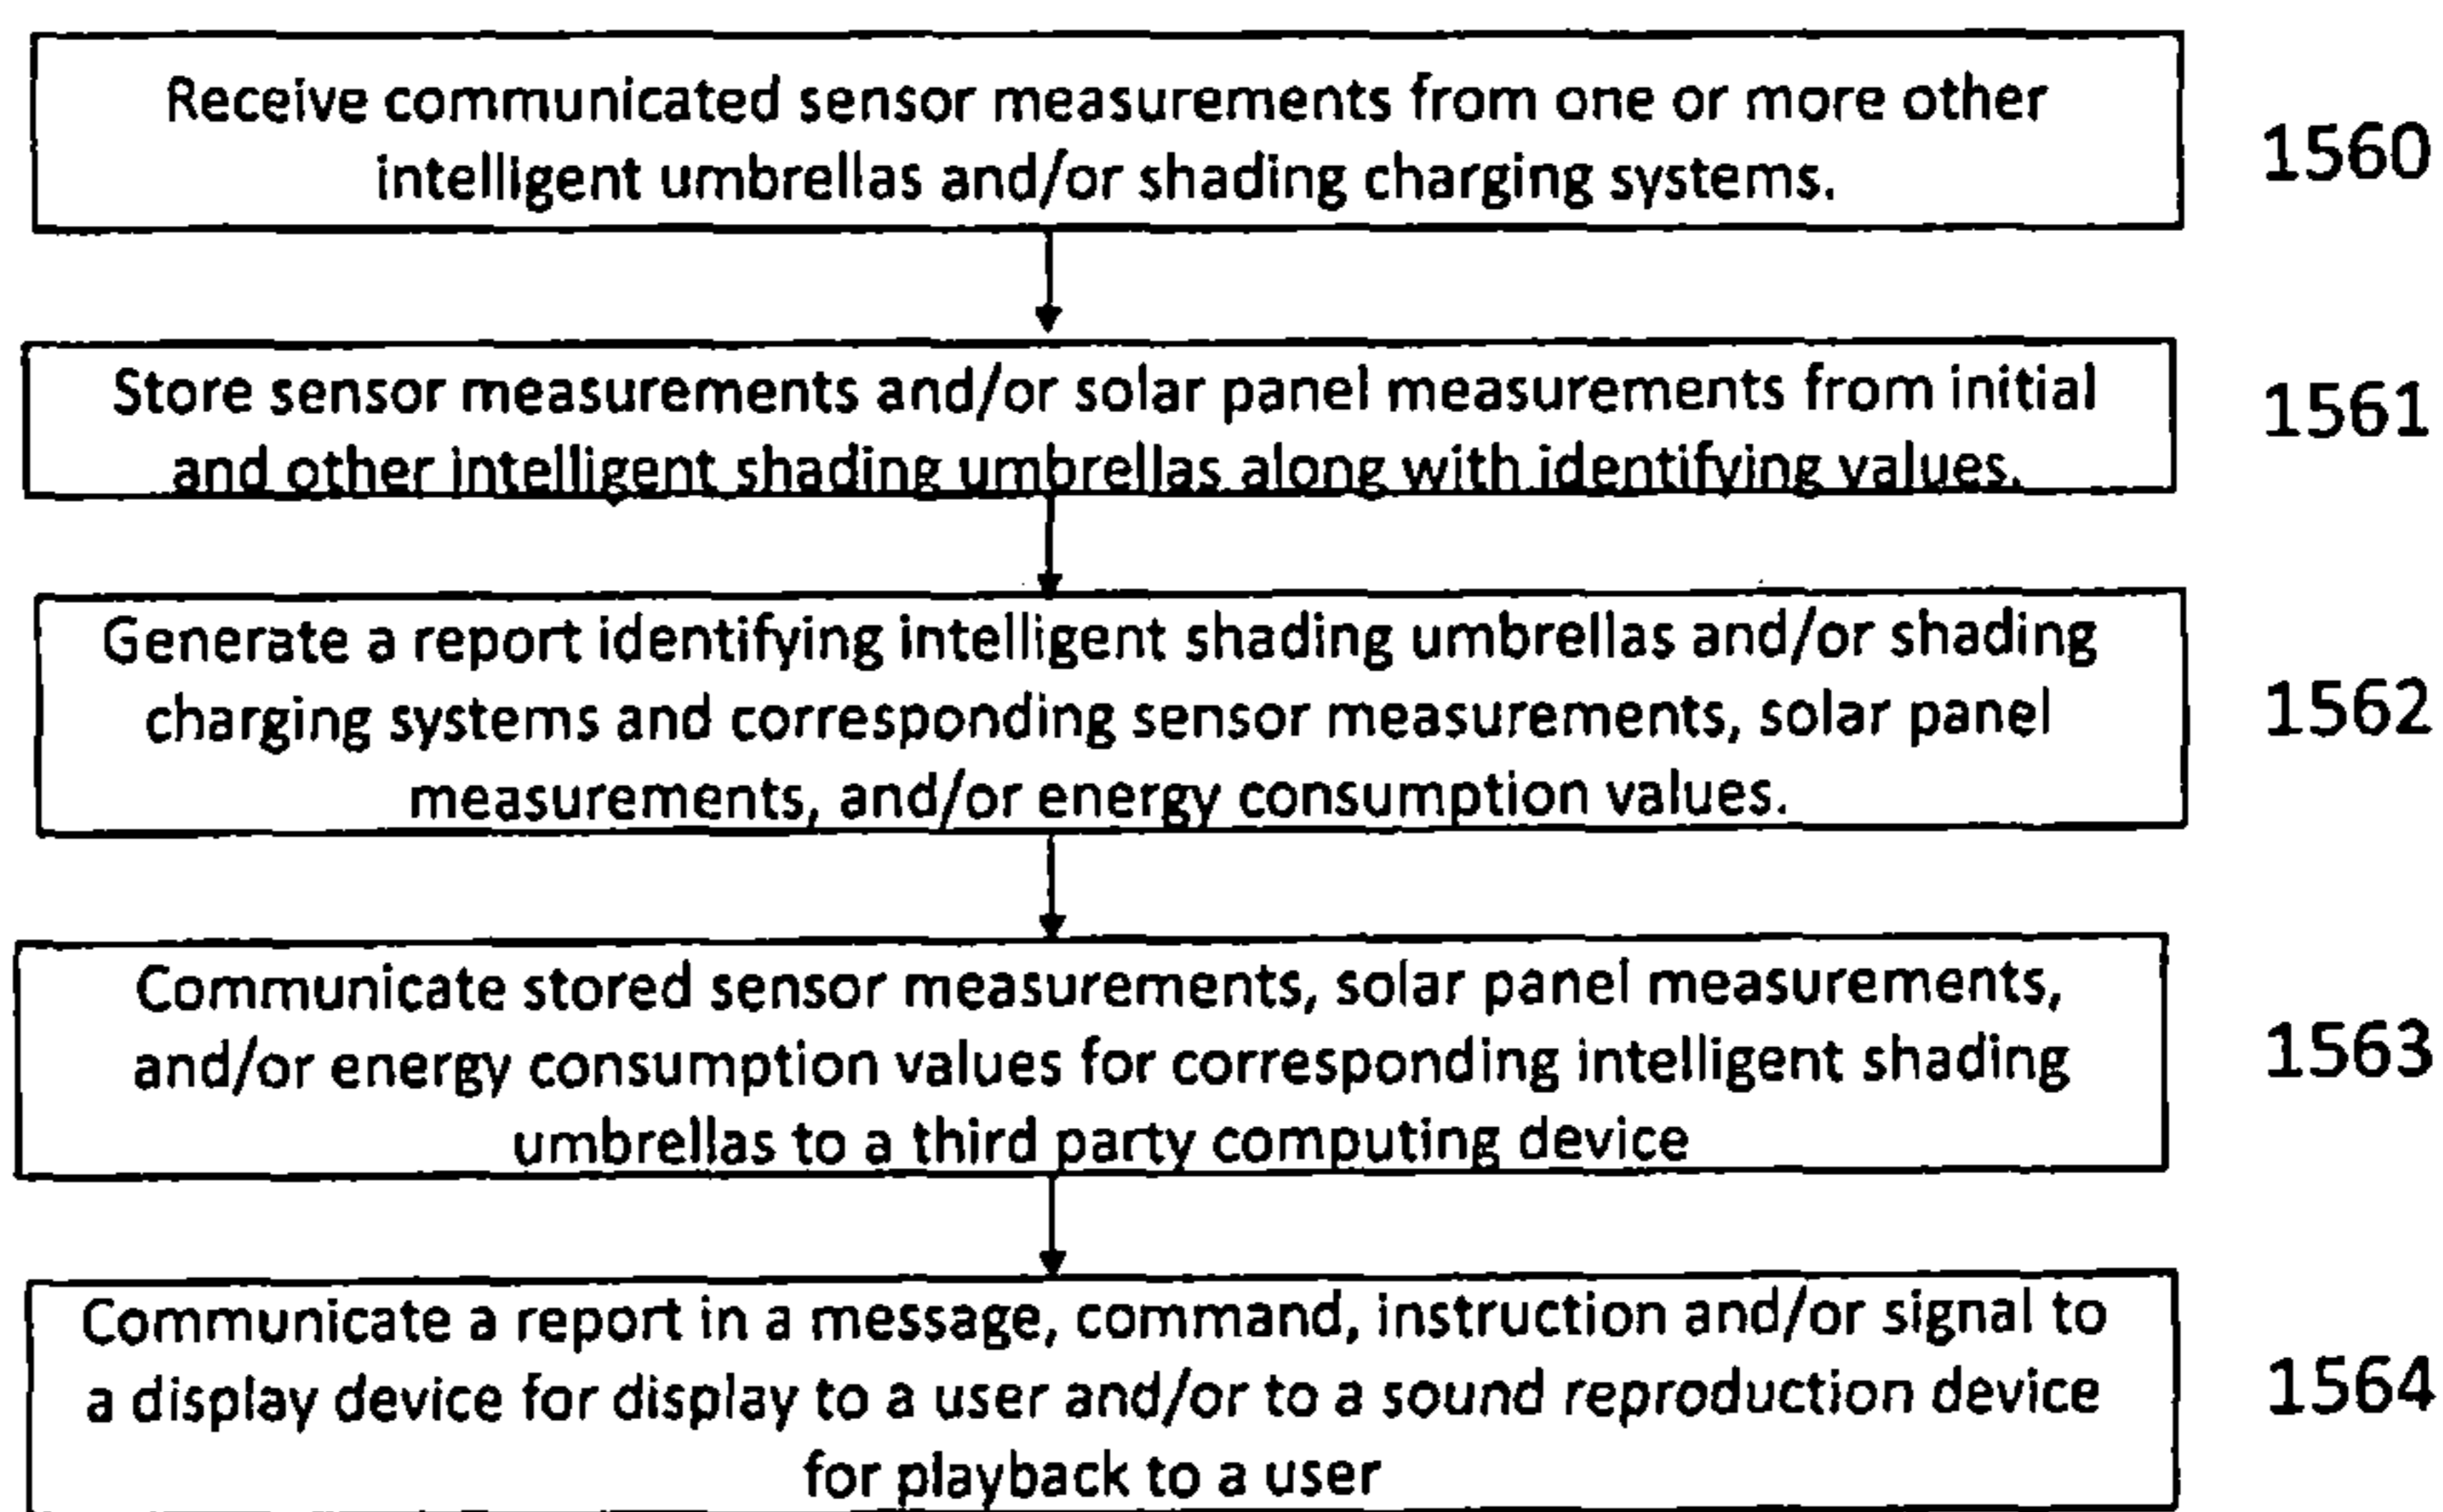 Receive communicated sensor measurements from one or more other
intelligent umbrellas and/or shading charging systems.
1560
Store sensor measurements and/or solar panel measurements from initial
and other intelligent shading umbrellas along with identifying values.
1561
Generate a report identifying intelligent shading umbrellas and/or shading
charging systems and corresponding sensor measurements, solar panel
measurements, and/or energy consumption values.
1562
Communicate stored sensor measurements, solar panel measurements,
and/or energy consumption values for corresponding intelligent shading
umbrellas to a third party computing device
1563
Communicate a report in a message, command, instruction and/or signal to
a display device for display to a user and/or to a sound reproduction device
for playback to a user
1564